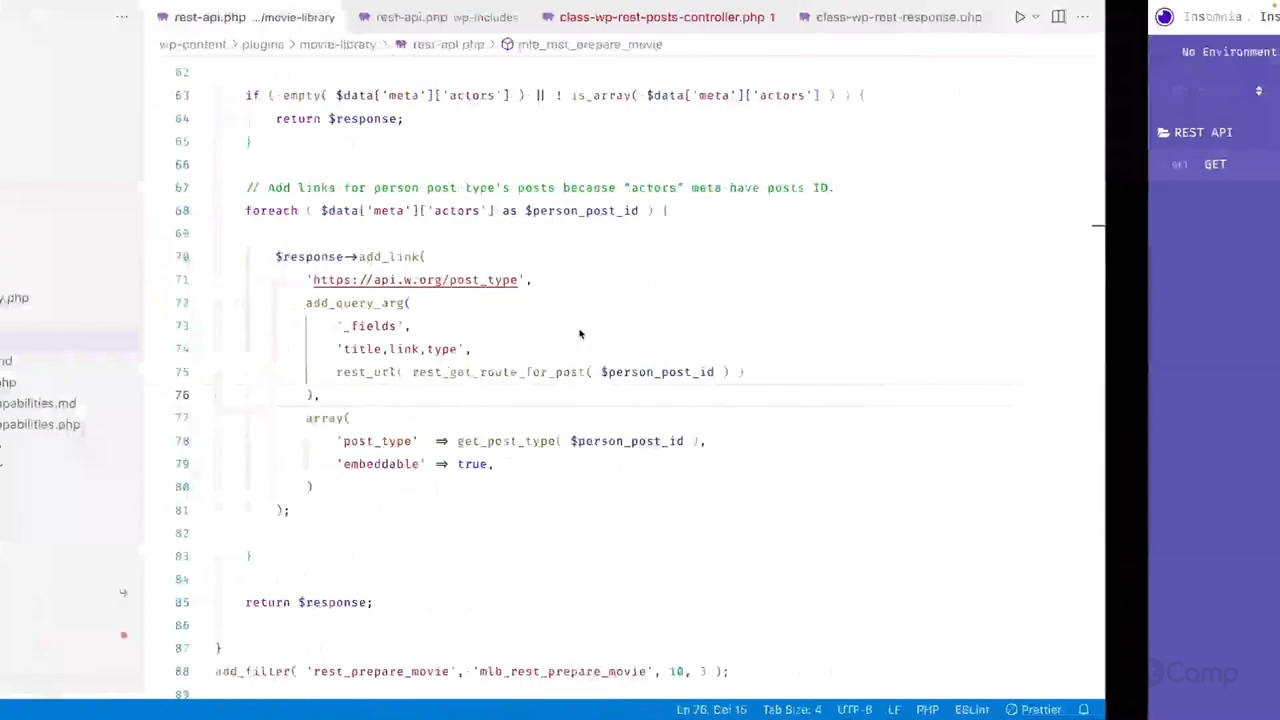 rest-api.php .../movie-library rest-api.php wp-includes class-wp-rest-posts-controller.php 1 class-wp-rest-response.php
wp-content > plugins > movie-library > rest-api.php > mlb_rest_prepare_movie
62
63 if ( empty( $data['meta']['actors'] ) || ! is_array( $data['meta']['actors'] ) ) {
64 return $response;
65 }
66
67 // Add links for person post type's posts because "actors" meta have posts ID.
68 foreach ( $data['meta']['actors'] as $person_post_id ) {
69
70 $response->add_link(
71 'https://api.w.org/post_type',
72 add_query_arg(
73 '_fields',
74 'title,link,type',
75 rest_url( rest_get_route_for_post( $person_post_id ) )
76 ),
77 array(
78 'post_type' => get_post_type( $person_post_id ),
79 'embeddable' => true,
80 )
81 );
82
83 }
84
85 return $response;
86
87 }
88 add_filter( 'rest_prepare_movie', 'mlb_rest_prepare_movie', 10, 3 );
89
y.php
nd
hp
apabilities.md
apabilities.php
Tab Size: 4 UTF-8 LF PHP ESLint Prettier
Insomnia
No Environment
REST API
GET GET
Camp